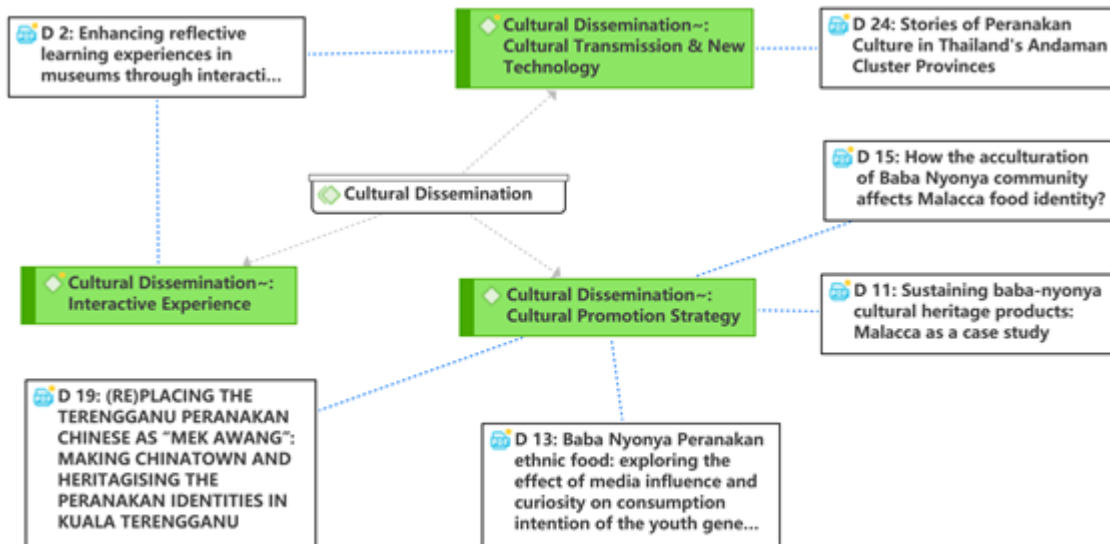 D 2: Enhancing reflective
learning experiences in
museums through interacti...
Cultural Dissemination~:
Cultural Transmission & New
Technology
D 24: Stories of Peranakan
Culture in Thailand's Andaman
Cluster Provinces
D 15: How the acculturation
of Baba Nyonya community
affects Malacca food identity?
Cultural Dissemination
Cultural Dissemination~:
Interactive Experience
Cultural Dissemination~:
Cultural Promotion Strategy
D 11: Sustaining baba-nyonya
cultural heritage products:
Malacca as a case study
D 19: (RE)PLACING THE
TERENGGANU PERANAKAN
CHINESE AS "MEK AWANG":
MAKING CHINATOWN AND
HERITAGISING THE
PERANAKAN IDENTITIES IN
KUALA TERENGGANU
D 13: Baba Nyonya Peranakan
ethnic food: exploring the
effect of media influence and
curiosity on consumption
intention of the youth gene...